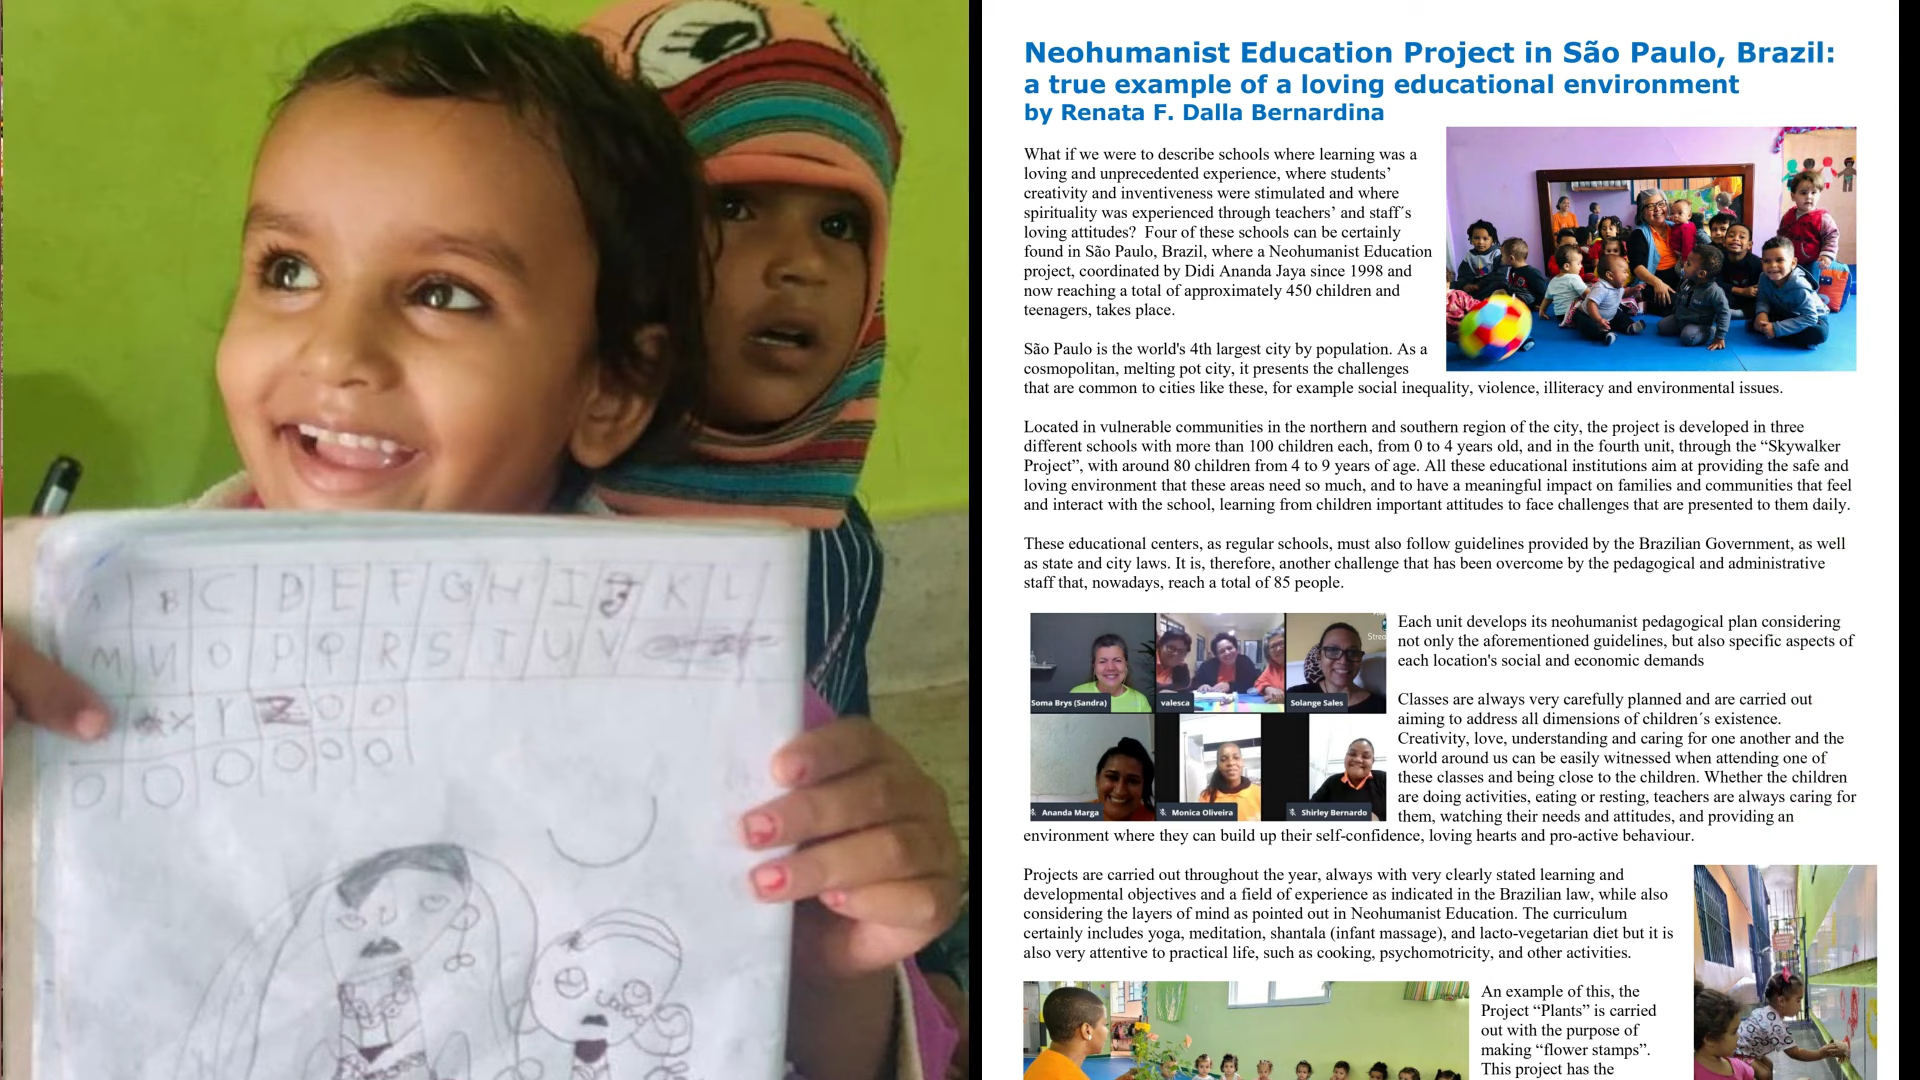 A B C D E F G H I J K L
M N O P Q R S T U V
X Y Z O O
O O O O O O
Neohumanist Education Project in São Paulo, Brazil:
a true example of a loving educational environment
by Renata F. Dalla Bernardina
What if we were to describe schools where learning was a
loving and unprecedented experience, where students’
creativity and inventiveness were stimulated and where
spirituality was experienced through teachers’ and staff´s
loving attitudes?  Four of these schools can be certainly
found in São Paulo, Brazil, where a Neohumanist Education
project, coordinated by Didi Ananda Jaya since 1998 and
now reaching a total of approximately 450 children and
teenagers, takes place.
São Paulo is the world's 4th largest city by population. As a
cosmopolitan, melting pot city, it presents the challenges
that are common to cities like these, for example social inequality, violence, illiteracy and environmental issues.
Located in vulnerable communities in the northern and southern region of the city, the project is developed in three
different schools with more than 100 children each, from 0 to 4 years old, and in the fourth unit, through the “Skywalker
Project”, with around 80 children from 4 to 9 years of age. All these educational institutions aim at providing the safe and
loving environment that these areas need so much, and to have a meaningful impact on families and communities that feel
and interact with the school, learning from children important attitudes to face challenges that are presented to them daily.
These educational centers, as regular schools, must also follow guidelines provided by the Brazilian Government, as well
as state and city laws. It is, therefore, another challenge that has been overcome by the pedagogical and administrative
staff that, nowadays, reach a total of 85 people.
Stre
Soma Brys (Sandra)
valesca
Solange Sales
Ananda Marga
Monica Oliveira
Shirley Bernardo
Each unit develops its neohumanist pedagogical plan considering
not only the aforementioned guidelines, but also specific aspects of
each location's social and economic demands
Classes are always very carefully planned and are carried out
aiming to address all dimensions of children´s existence.
Creativity, love, understanding and caring for one another and the
world around us can be easily witnessed when attending one of
these classes and being close to the children. Whether the children
are doing activities, eating or resting, teachers are always caring for
them, watching their needs and attitudes, and providing an
environment where they can build up their self-confidence, loving hearts and pro-active behaviour.
Projects are carried out throughout the year, always with very clearly stated learning and
developmental objectives and a field of experience as indicated in the Brazilian law, while also
considering the layers of mind as pointed out in Neohumanist Education. The curriculum
certainly includes yoga, meditation, shantala (infant massage), and lacto-vegetarian diet but it is
also very attentive to practical life, such as cooking, psychomotricity, and other activities.
An example of this, the
Project “Plants” is carried
out with the purpose of
making “flower stamps”.
This project has the